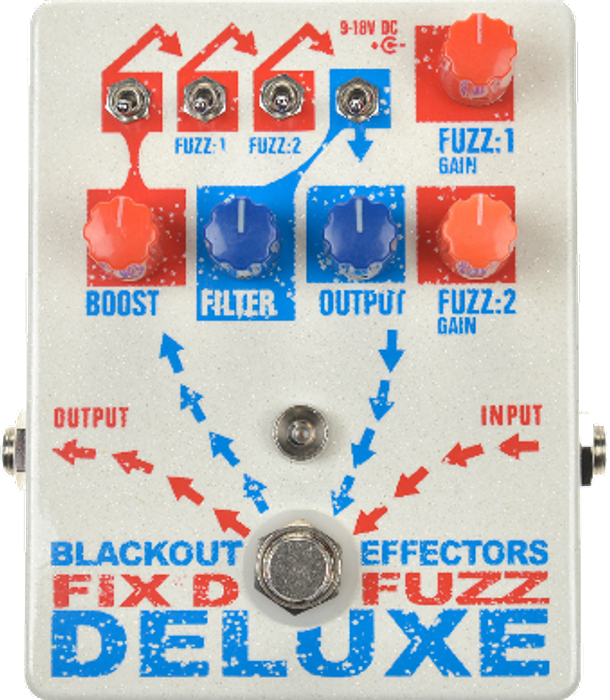 9-18V DC
FUZZ:1 FUZZ:2
FUZZ:1
GAIN
BOOST FILTER OUTPUT FUZZ:2
GAIN
OUTPUT INPUT
BLACKOUT EFFECTORS
FIX'D FUZZ
DELUXE